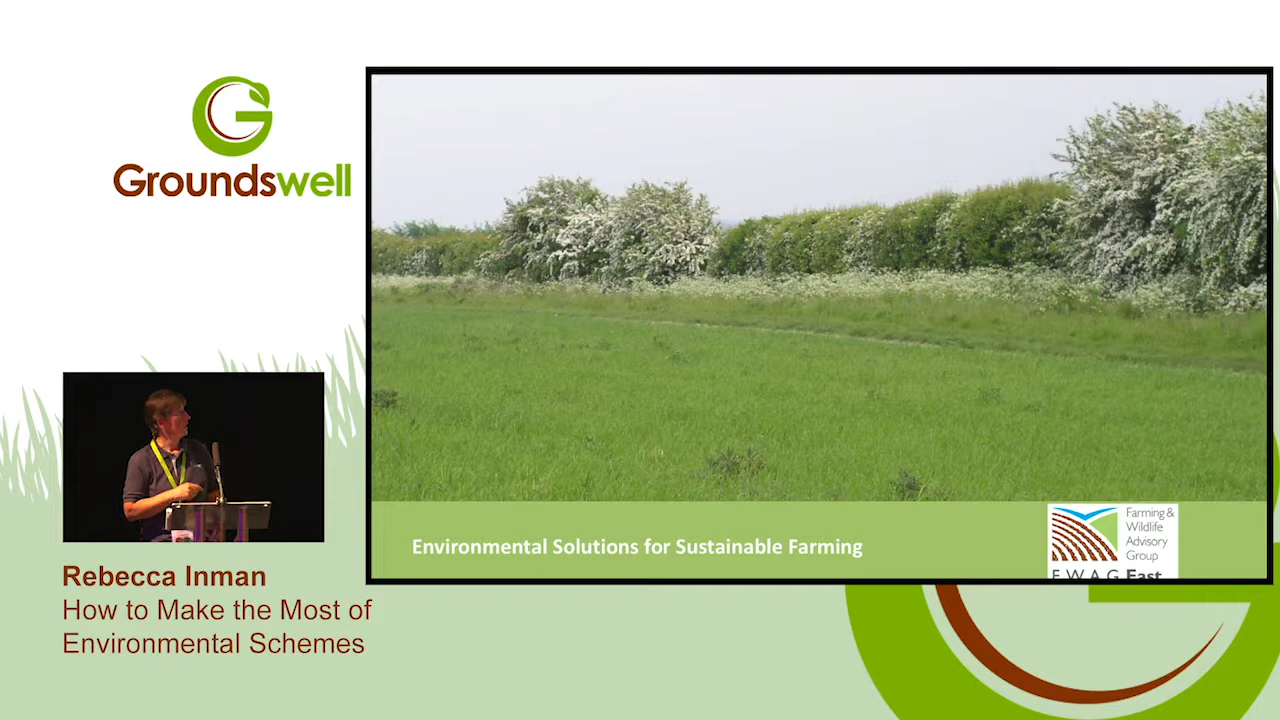 Groundswell
Rebecca Inman
How to Make the Most of
Environmental Schemes
Environmental Solutions for Sustainable Farming
Farming &
Wildlife
Advisory
Group
F W A G East